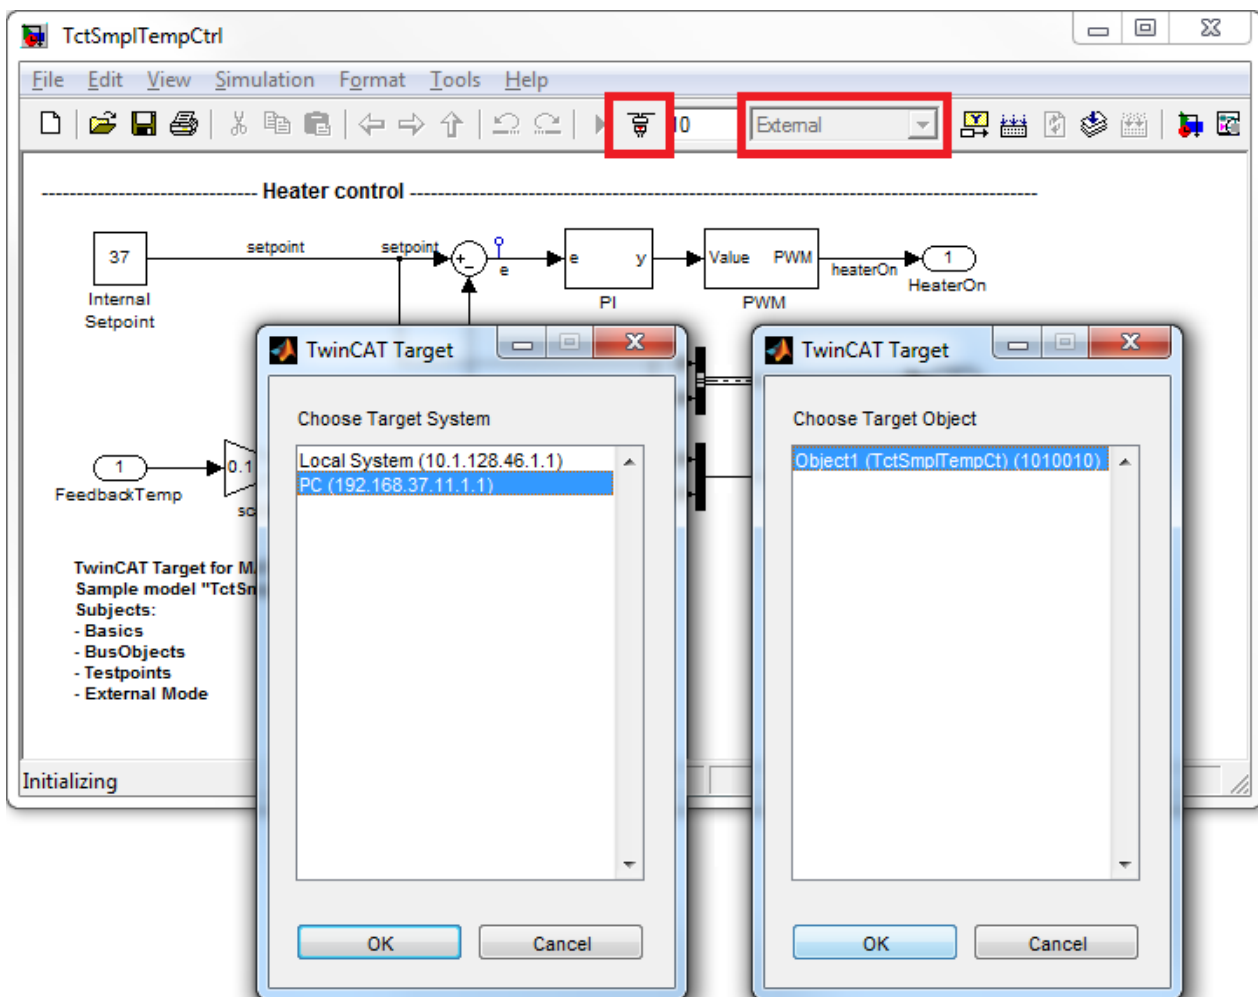 TctSmplTempCtrl
File Edit View Simulation Format Tools Help
10 External
Heater control
37
setpoint
setpoint
e
e y
Value PWM
heaterOn
1
Internal
Setpoint
PI
PWM
HeaterOn
TwinCAT Target
TwinCAT Target
Choose Target System
Choose Target Object
Local System (10.1.128.46.1.1)
PC (192.168.37.11.1.1)
Object1 (TctSmplTempCt) (1010010)
1
0.1
FeedbackTemp
sc
TwinCAT Target for M
Sample model "TctSm
Subjects:
- Basics
- BusObjects
- Testpoints
- External Mode
Initializing
OK Cancel
OK Cancel